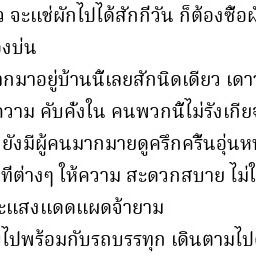 จะแช่ผักไปได้สักกี่วัน ก็ต้องซื้อ
งบ่น
มาอยู่บ้านนี้เลยสักนิดเดียว เดา
วาม คับคั่งใน คนพวกนี้ไม่รังเกีย
ยังมีผู้คนมากมายดูครึกครื้นอุ่น
ทีต่างๆ ให้ความ สะดวกสบาย ไม่
ะแสงแดดแผดจ้ายาม
ไปพร้อมกับรถบรรทุก เดินตามไป